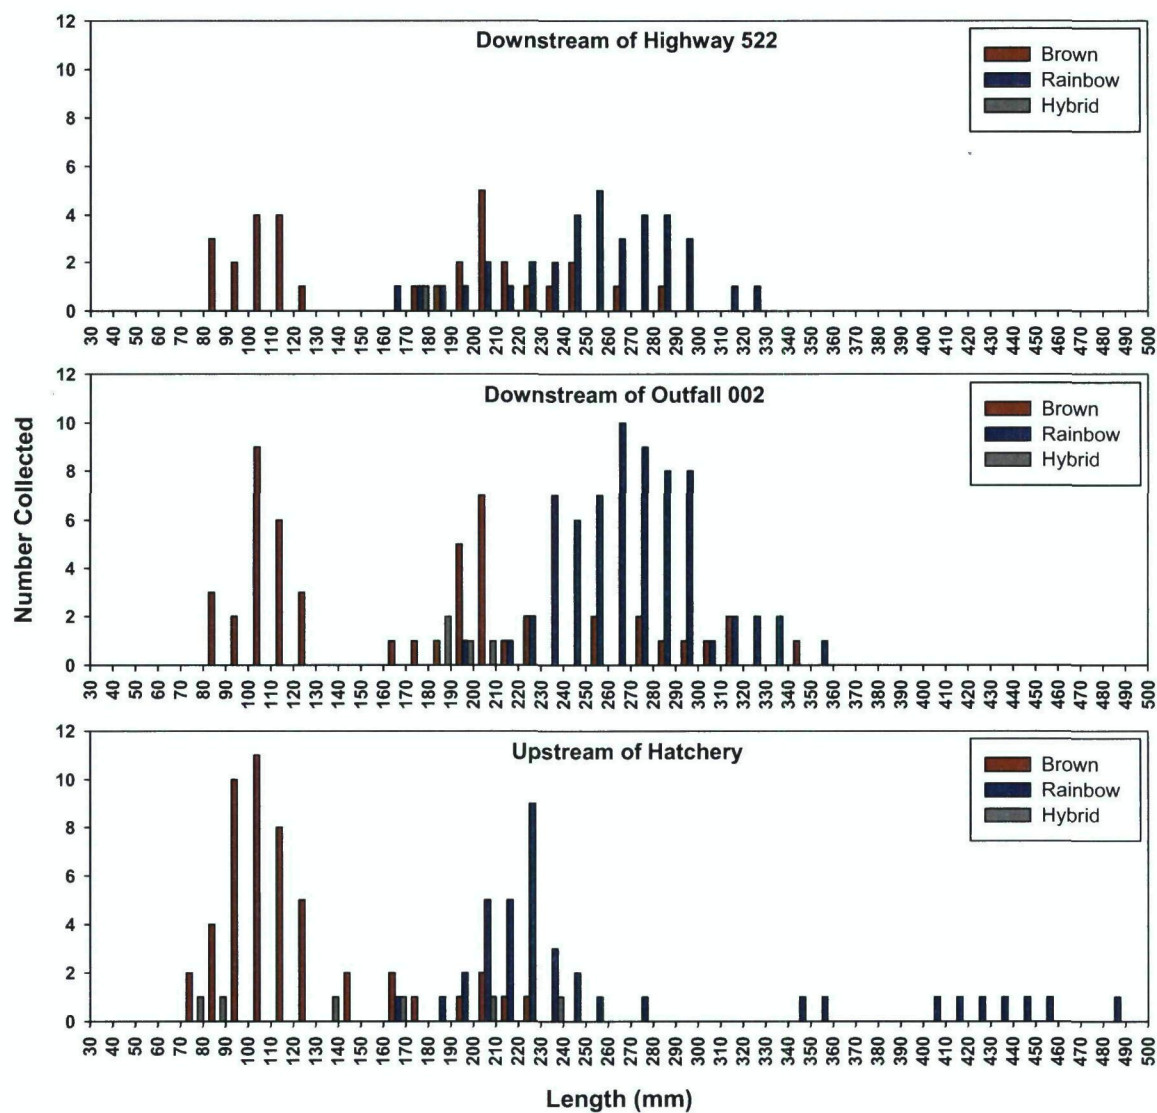 12
Downstream of Highway 522
Brown
10
Rainbow
8
Hybrid
6
4
2
0
30 40 50 60 70 80 90 100 110 120 130 140 150 160 170 180 190 200 210 220 230 240 250 260 270 280 290 300 310 320 330 340 350 360 370 380 390 400 410 420 430 440 450 460 470 480 490 500
Number Collected
12
Downstream of Outfall 002
Brown
10
Rainbow
8
Hybrid
6
4
2
0
30 40 50 60 70 80 90 100 110 120 130 140 150 160 170 180 190 200 210 220 230 240 250 260 270 280 290 300 310 320 330 340 350 360 370 380 390 400 410 420 430 440 450 460 470 480 490 500
12
Upstream of Hatchery
Brown
10
Rainbow
Hybrid
8
6
4
2
0
30 40 50 60 70 80 90 100 110 120 130 140 150 160 170 180 190 200 210 220 230 240 250 260 270 280 290 300 310 320 330 340 350 360 370 380 390 400 410 420 430 440 450 460 470 480 490 500
Length (mm)